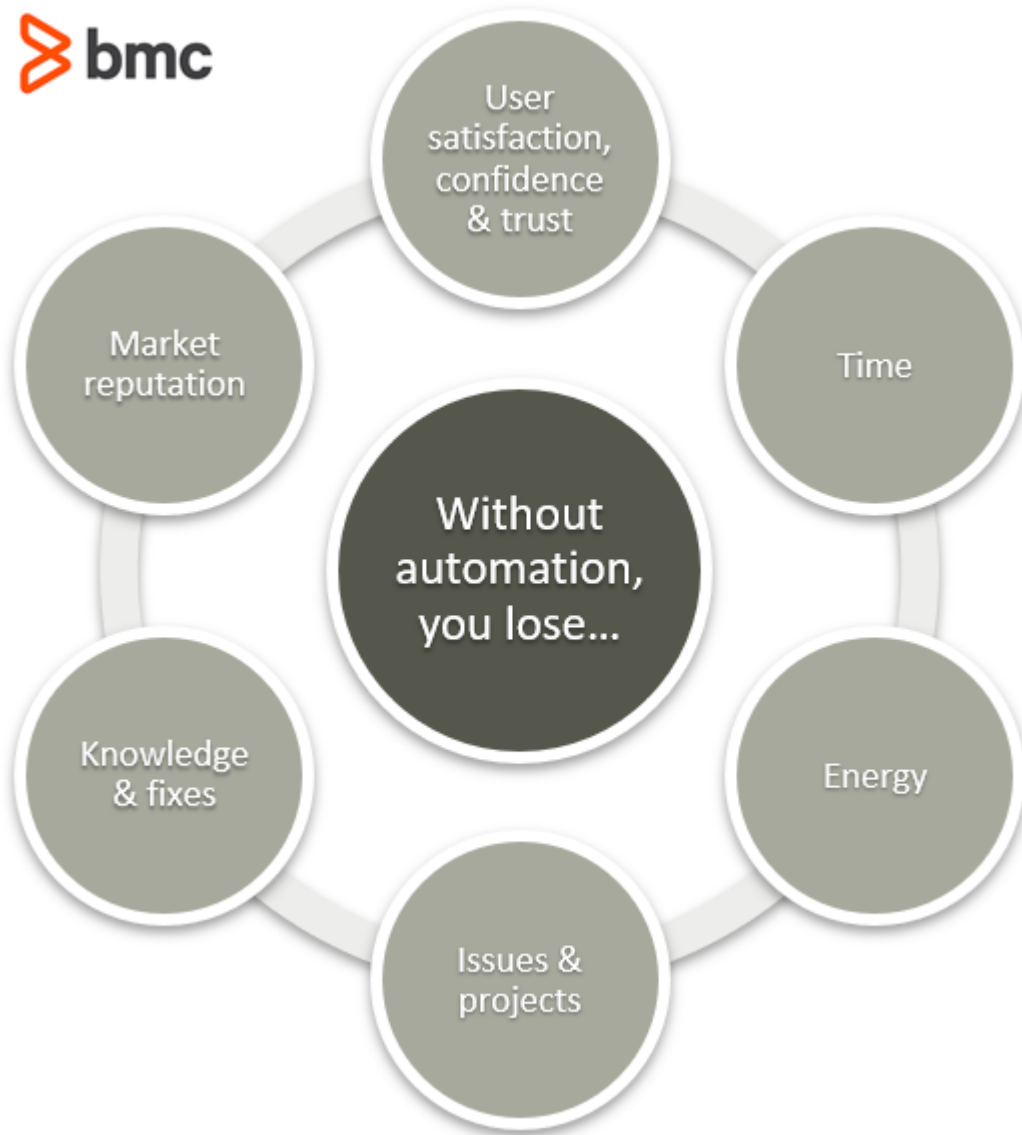 bmc
User
satisfaction,
confidence
& trust
Time
Energy
Issues &
projects
Knowledge
& fixes
Market
reputation
Without
automation,
you lose...